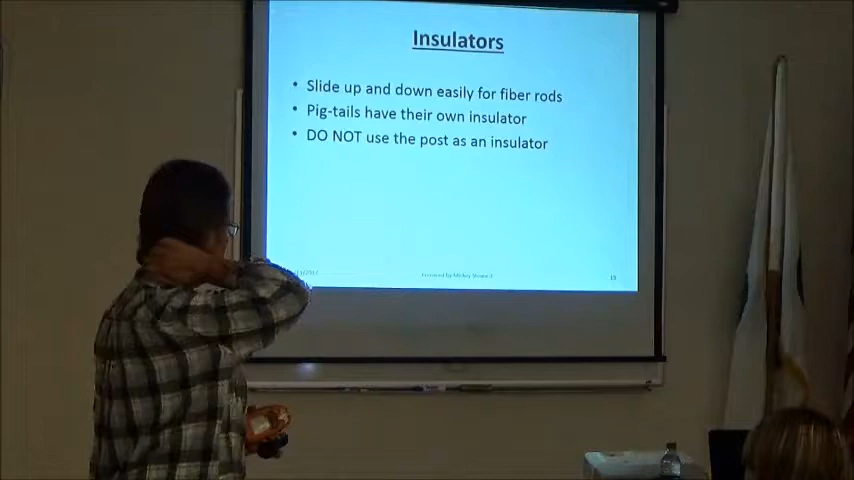 Insulators
• Slide up and down easily for fiber rods
• Pig-tails have their own insulator
• DO NOT use the post as an insulator